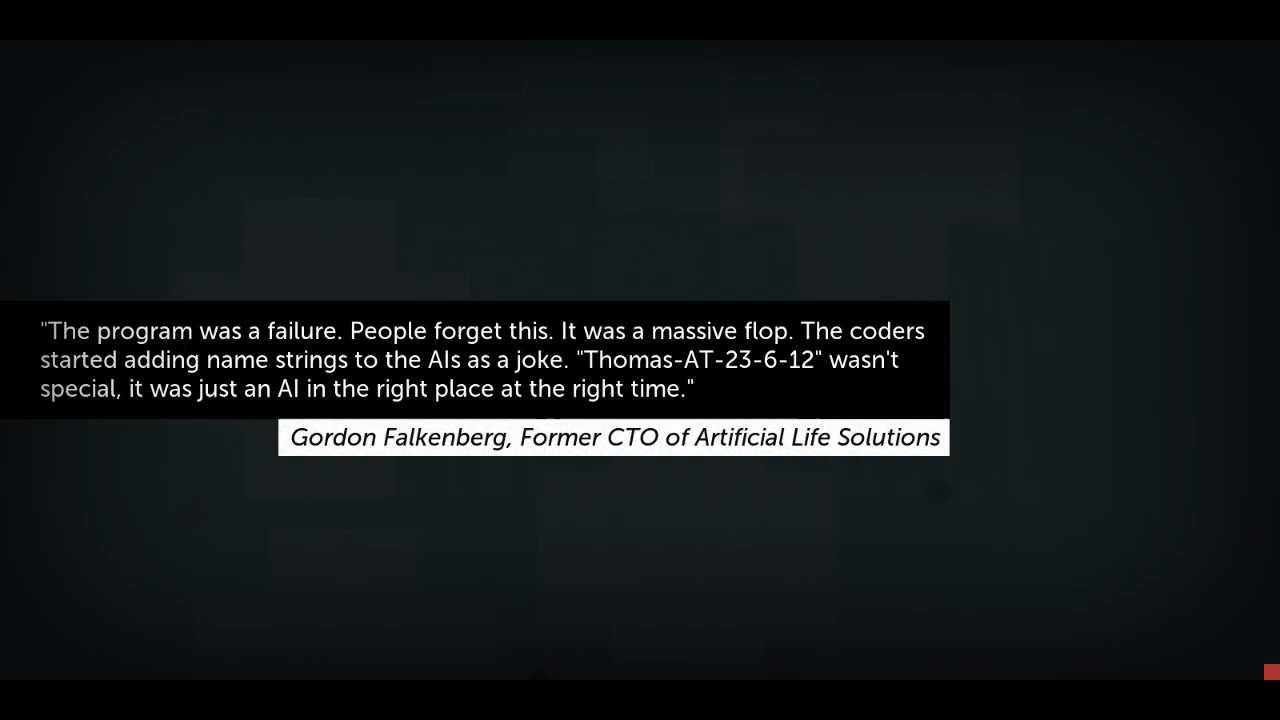 "The program was a failure. People forget this. It was a massive flop. The coders
started adding name strings to the AIs as a joke. "Thomas-AT-23-6-12" wasn't
special, it was just an AI in the right place at the right time."
Gordon Falkenberg, Former CTO of Artificial Life Solutions